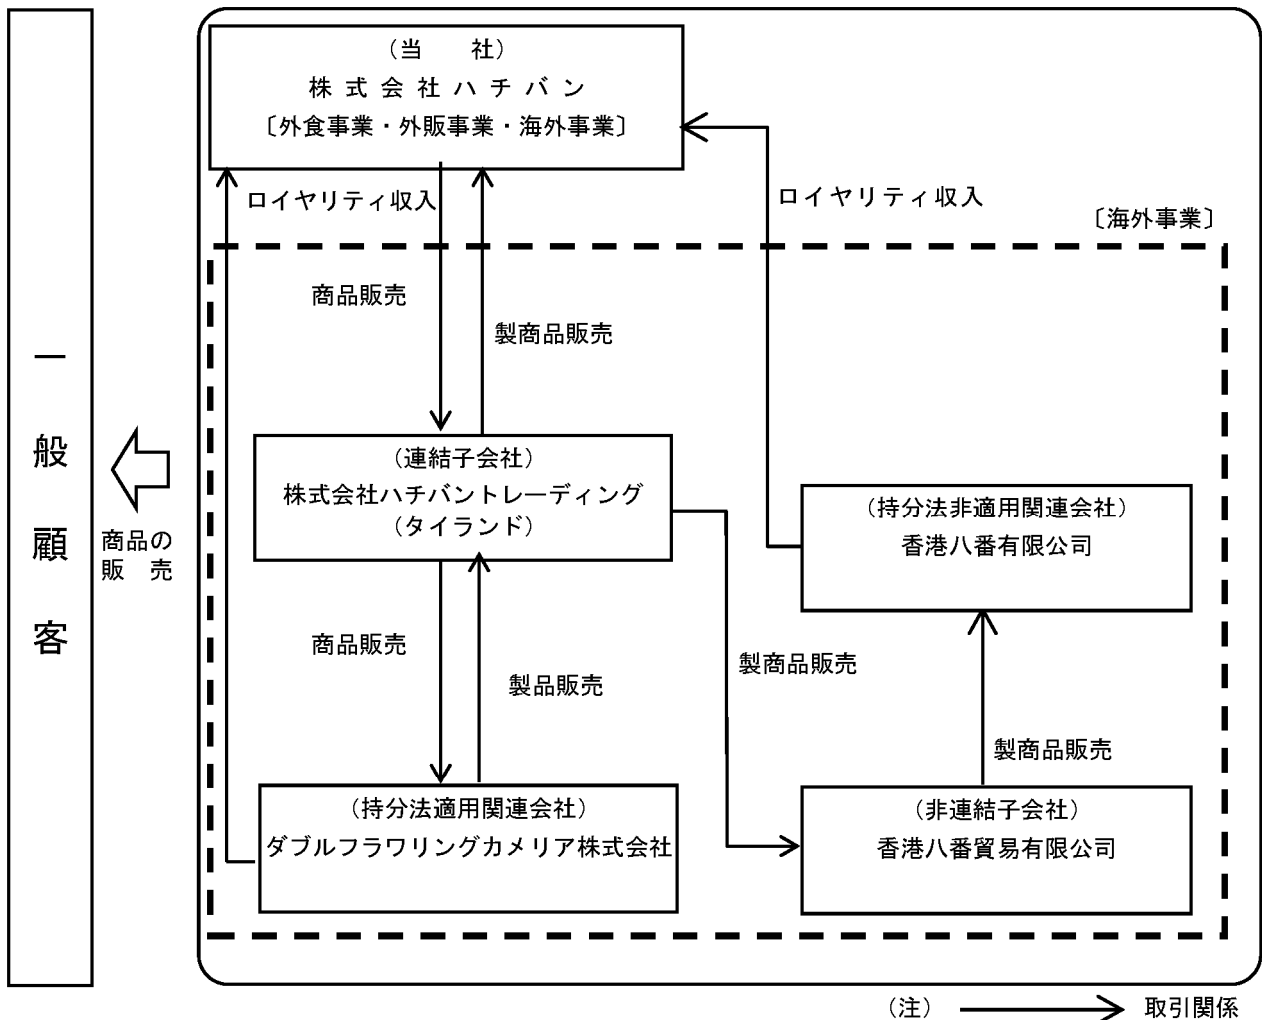 一般顧客
商品の
販　売
（当　　社）
株 式 会 社 ハ チ バ ン
〔外食事業・外販事業・海外事業〕
ロイヤリティ収入
ロイヤリティ収入
〔海外事業〕
商品販売
製商品販売
（連結子会社）
株式会社ハチバントレーディング
（タイランド）
（持分法非適用関連会社）
香港八番有限公司
商品販売
製品販売
製商品販売
製商品販売
（持分法適用関連会社）
ダブルフラワリングカメリア株式会社
（非連結子会社）
香港八番貿易有限公司
（注）　　取引関係